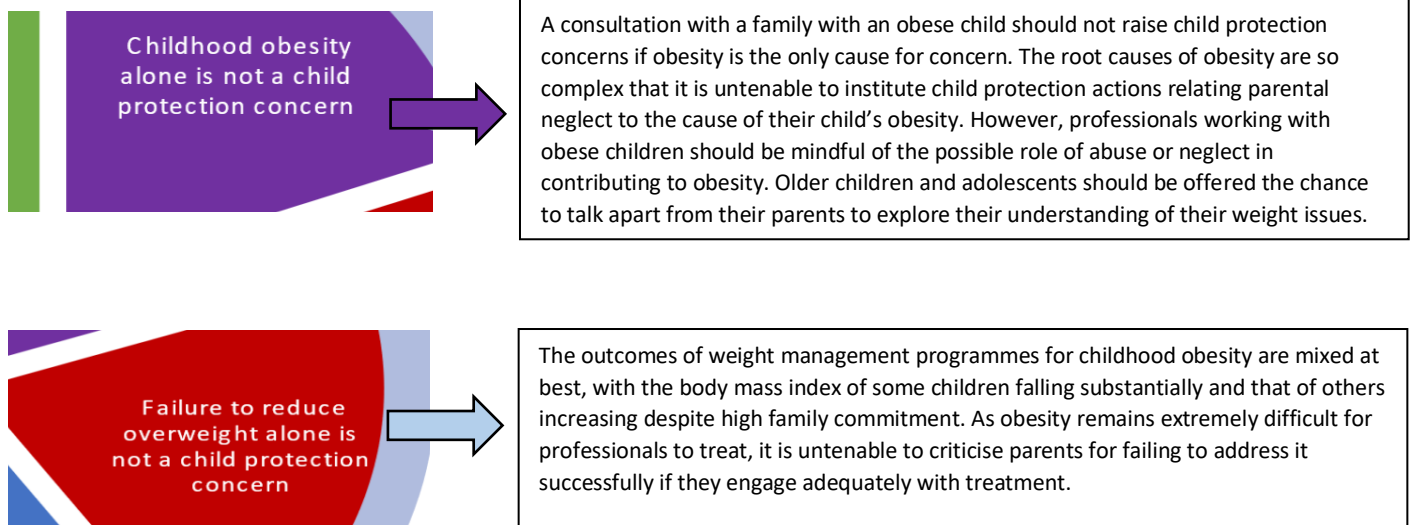 Childhood obesity
alone is not a child
protection concern
A consultation with a family with an obese child should not raise child protection
concerns if obesity is the only cause for concern. The root causes of obesity are so
complex that it is untenable to institute child protection actions relating parental
neglect to the cause of their child’s obesity. However, professionals working with
obese children should be mindful of the possible role of abuse or neglect in
contributing to obesity. Older children and adolescents should be offered the chance
to talk apart from their parents to explore their understanding of their weight issues.
Failure to reduce
overweight alone is
not a child protection
concern
The outcomes of weight management programmes for childhood obesity are mixed at
best, with the body mass index of some children falling substantially and that of others
increasing despite high family commitment. As obesity remains extremely difficult for
professionals to treat, it is untenable to criticise parents for failing to address it
successfully if they engage adequately with treatment.